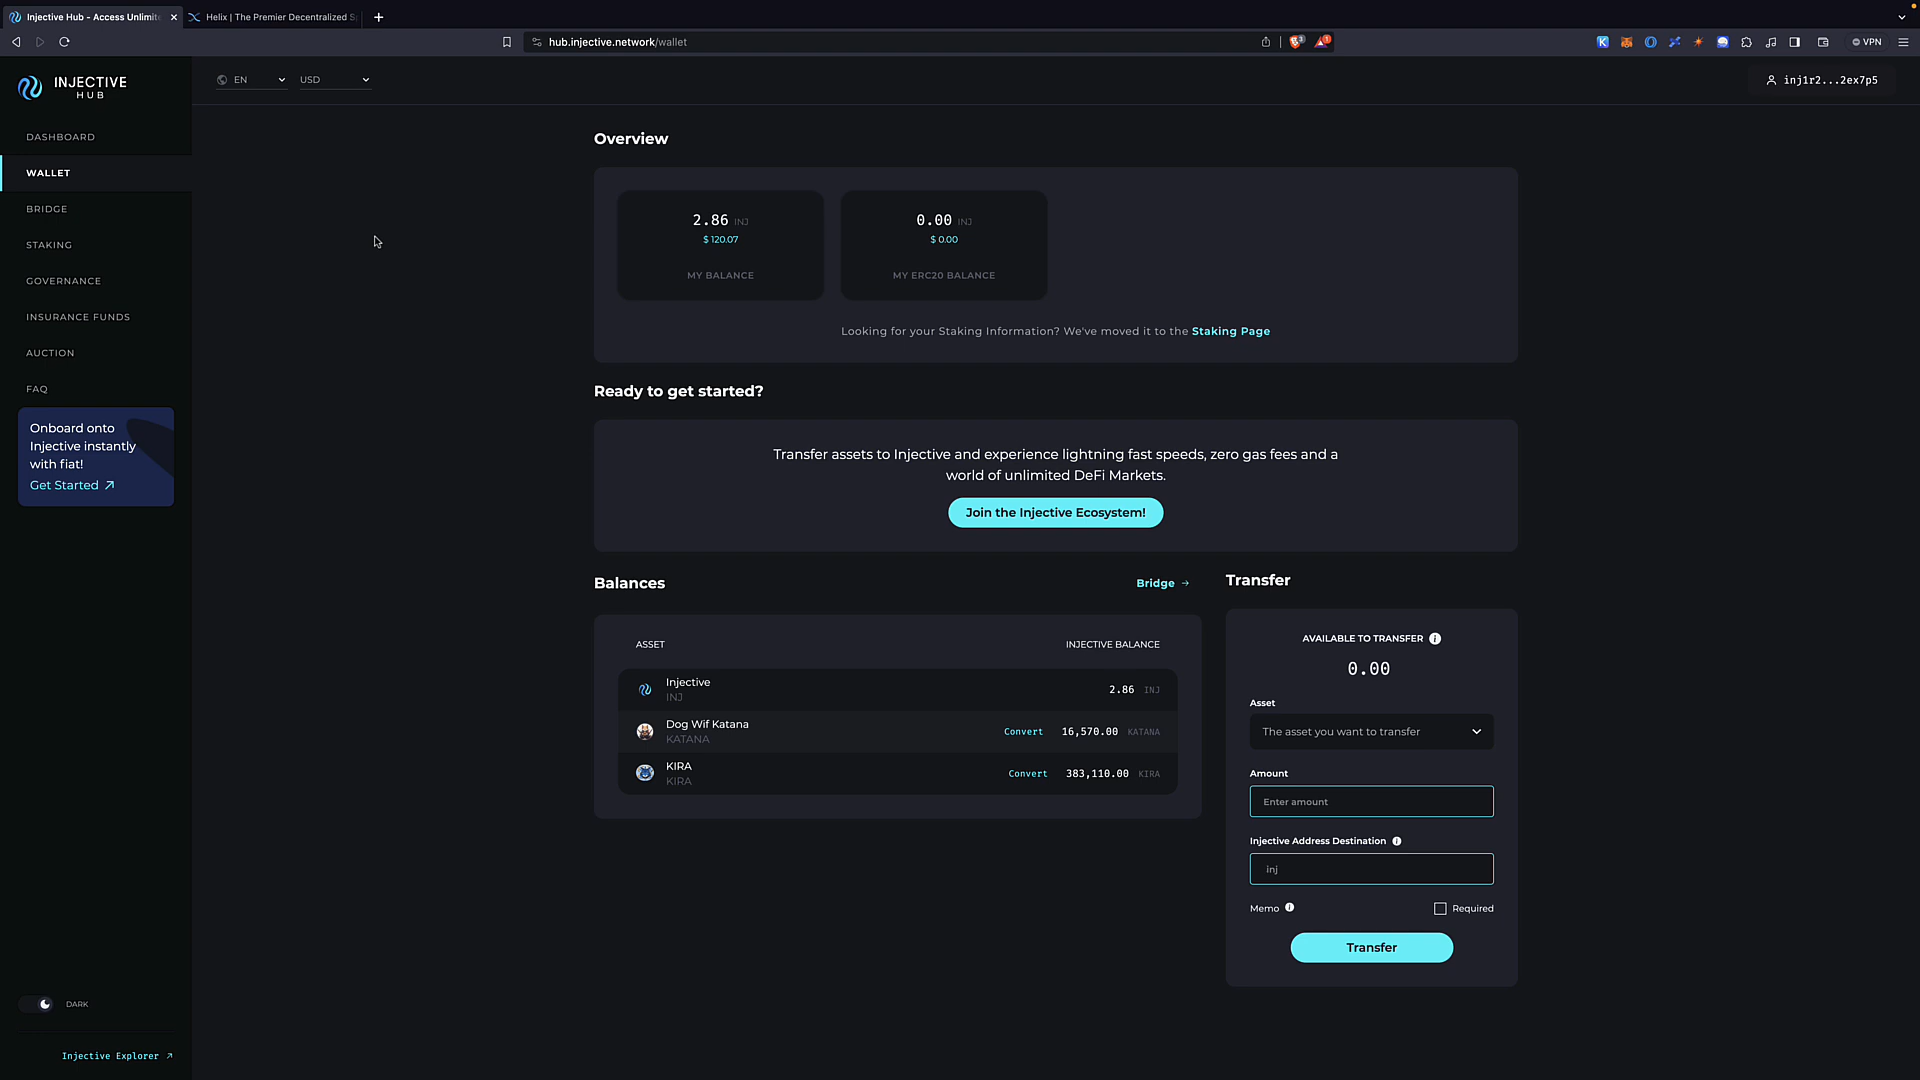 Injective Hub - Access Unlimite
Helix | The Premier Decentralized S
hub.injective.network/wallet
3
1
VPN
INJECTIVE
HUB
EN
USD
inj1r2...2ex7p5
DASHBOARD
WALLET
BRIDGE
STAKING
GOVERNANCE
INSURANCE FUNDS
AUCTION
FAQ
Onboard onto
Injective instantly
with fiat!
Get Started
DARK
Injective Explorer
Overview
2.86 INJ
$ 120.07
MY BALANCE
0.00 INJ
$ 0.00
MY ERC20 BALANCE
Looking for your Staking Information? We've moved it to the Staking Page
Ready to get started?
Transfer assets to Injective and experience lightning fast speeds, zero gas fees and a
world of unlimited DeFi Markets.
Join the Injective Ecosystem!
Balances
Bridge →
ASSET
INJECTIVE BALANCE
Injective
INJ
2.86 INJ
Dog Wif Katana
KATANA
Convert 16,570.00 KATANA
KIRA
KIRA
Convert 383,110.00 KIRA
Transfer
AVAILABLE TO TRANSFER
0.00
Asset
The asset you want to transfer
Amount
Enter amount
Injective Address Destination
inj
Memo
Required
Transfer